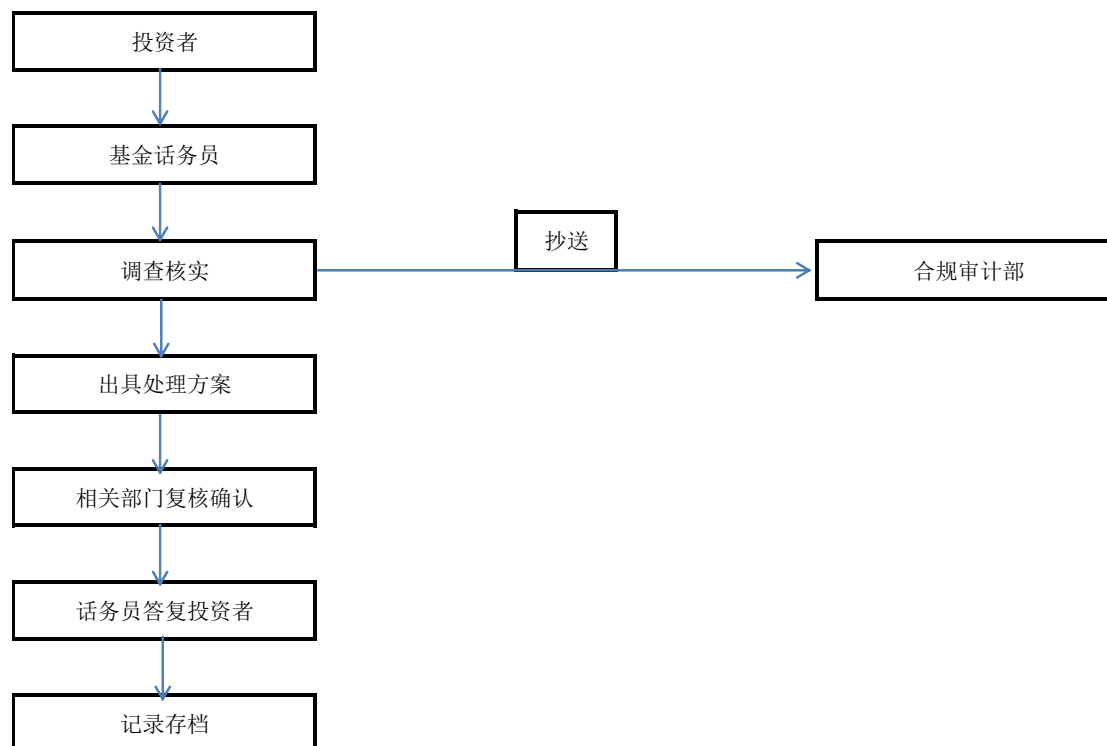 投资者
基金话务员
抄送
调查核实
合规审计部
出具处理方案
相关部门复核确认
话务员答复投资者
记录存档